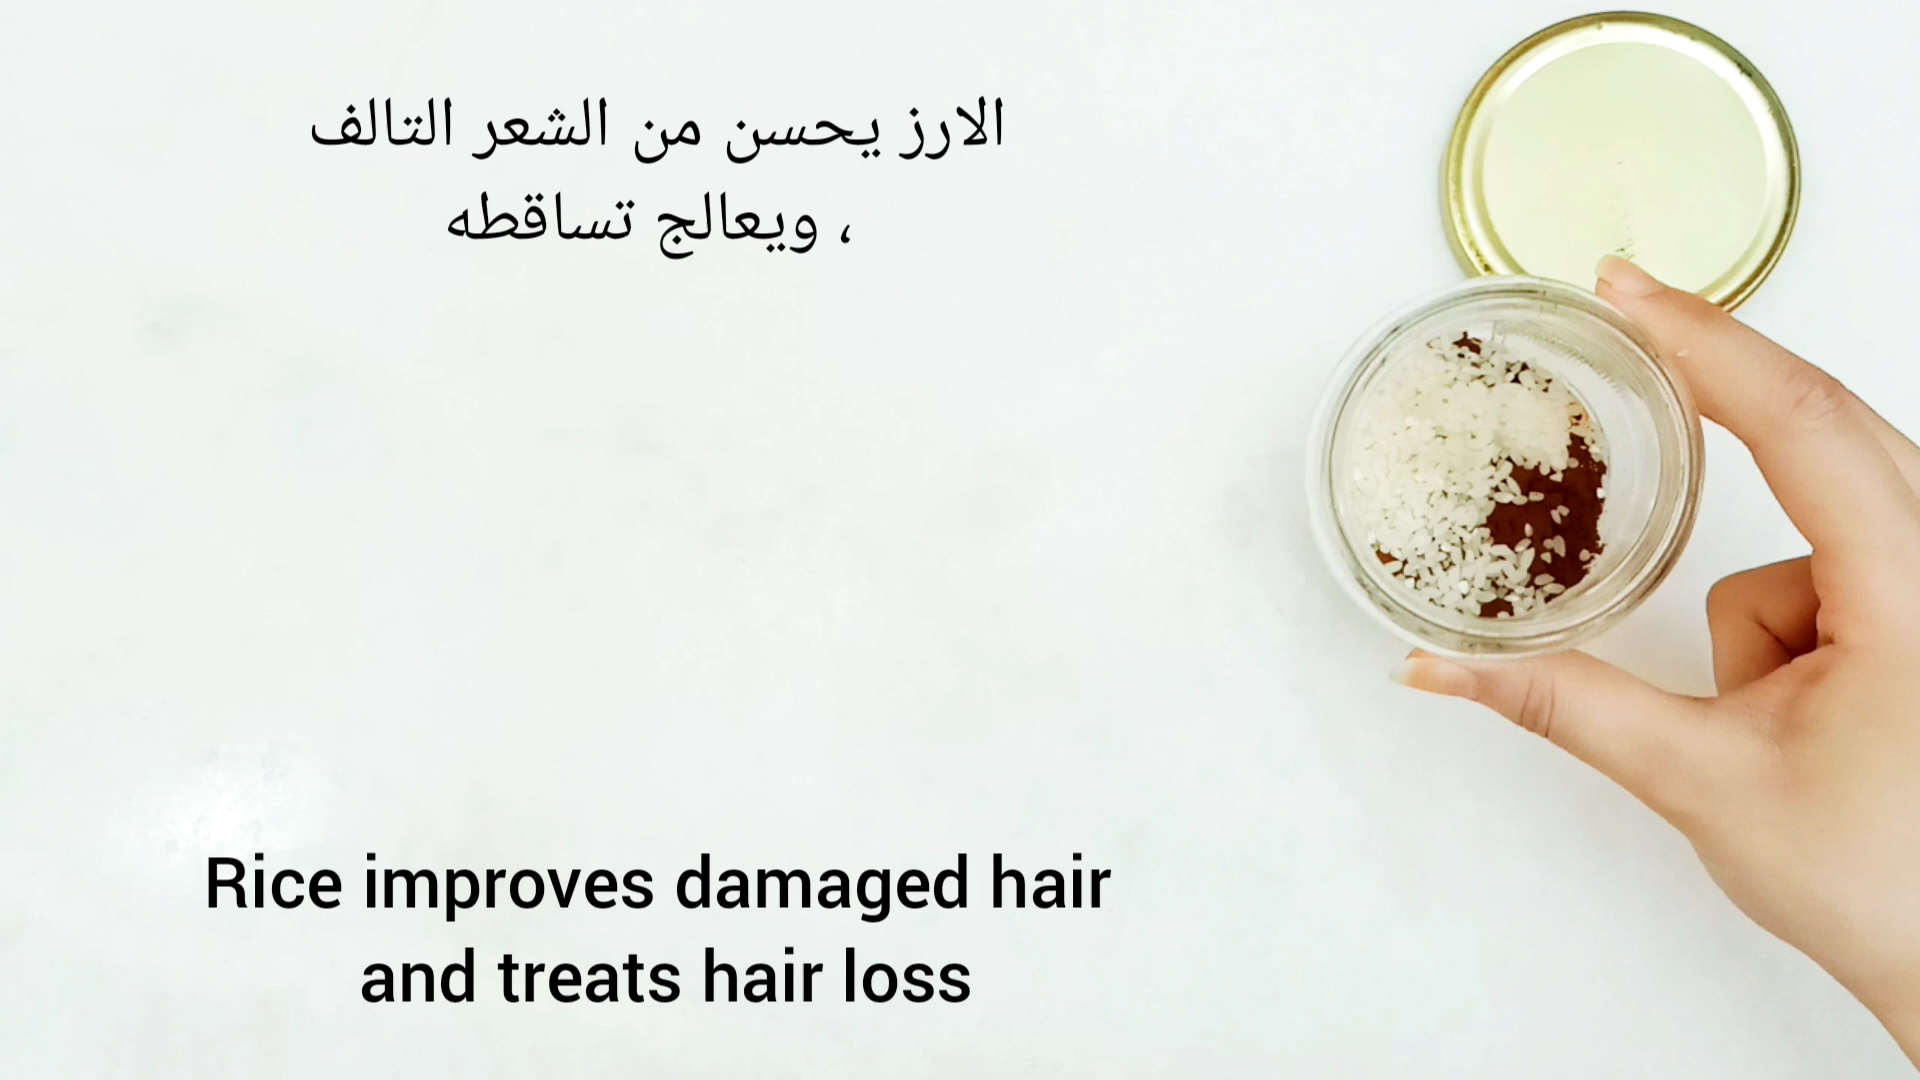 الارز يحسن من الشعر التالف
، ويعالج تساقطه
Rice improves damaged hair
and treats hair loss